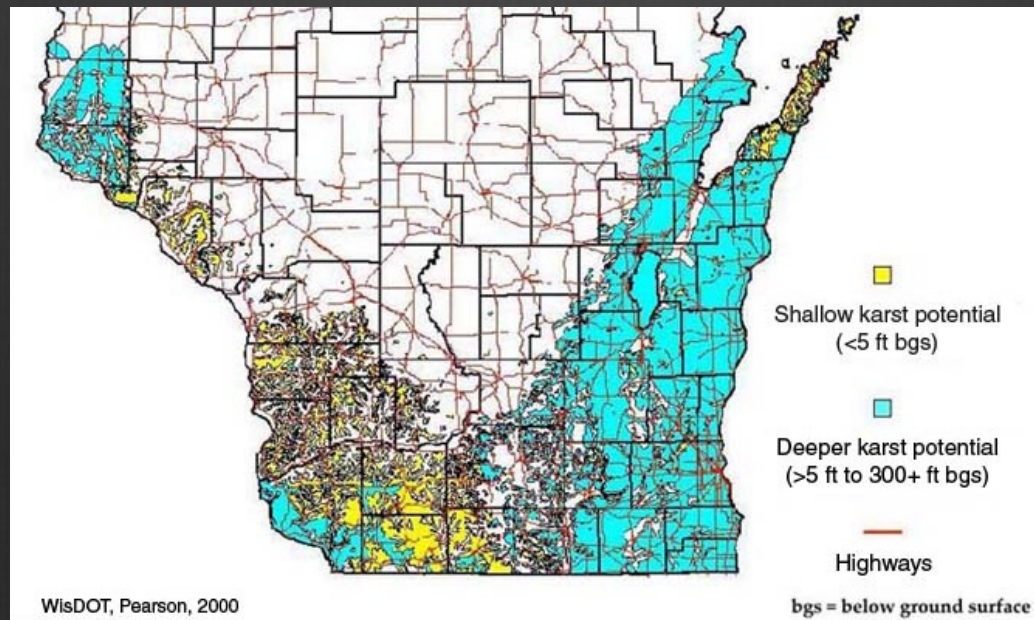 a
Shallow karst potential
(<5 ft bgs)
Deeper karst potential
(>5 ft to 300+ ft bgs)
Highways
WisDOT, Pearson, 2000
bgs = below ground surface